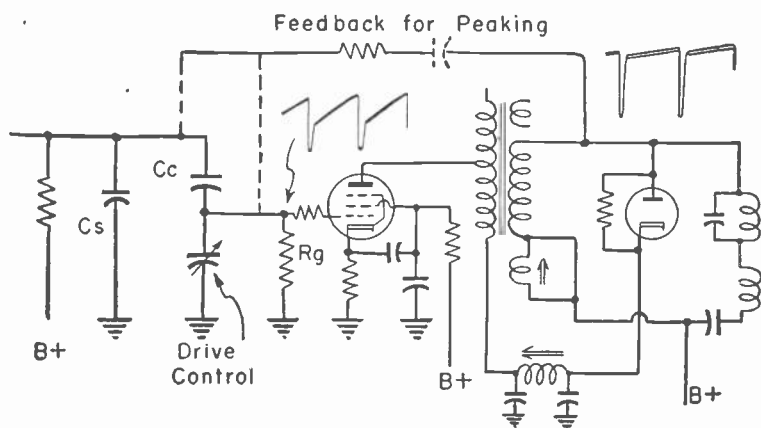 Feedback for Peaking
Cc
Cs
Rg
B+
Drive
Control
B+
B+